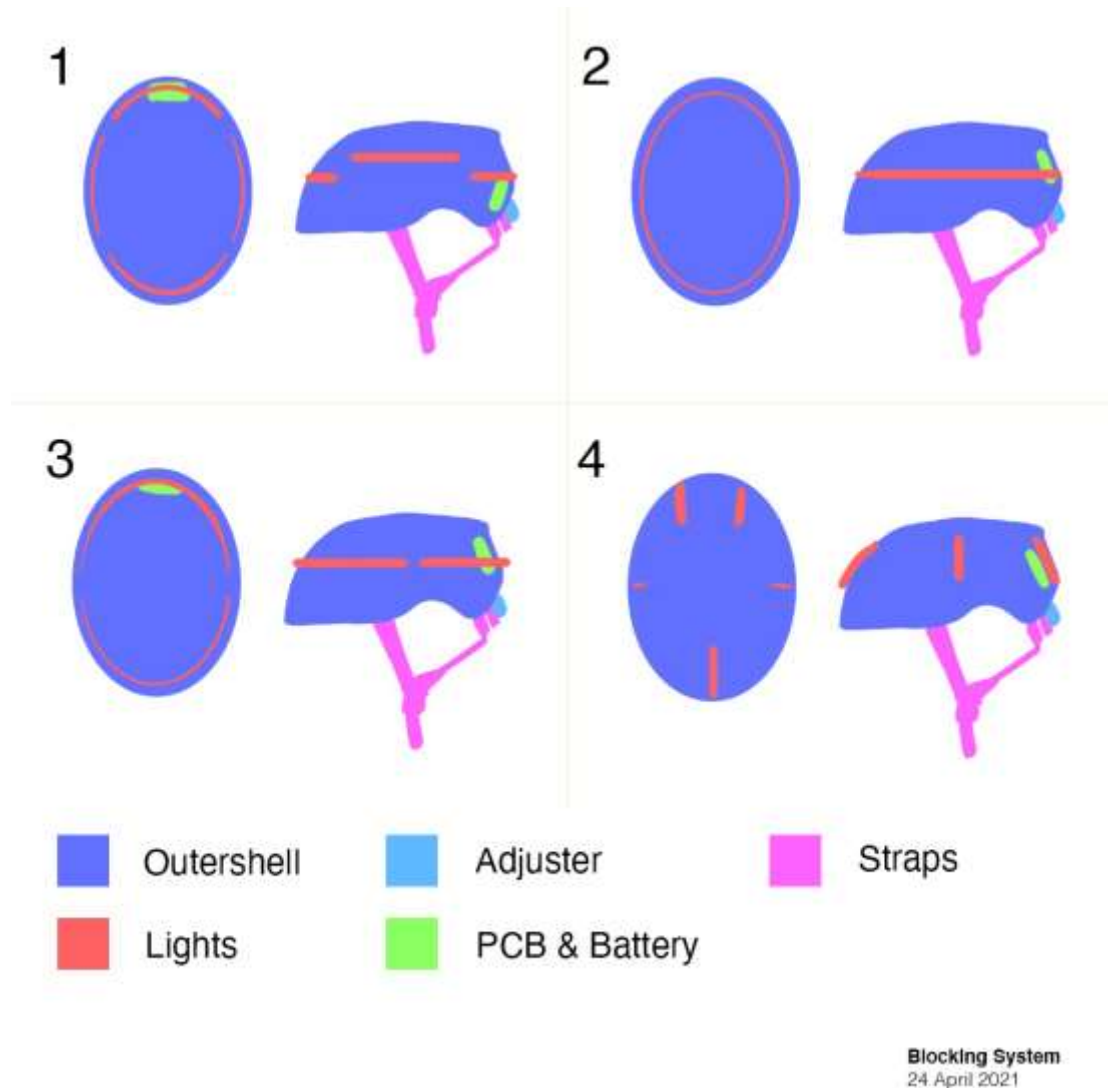 1
2
3
4
Outershell
Adjuster
Straps
Lights
PCB & Battery
Blocking System
24 April 2021